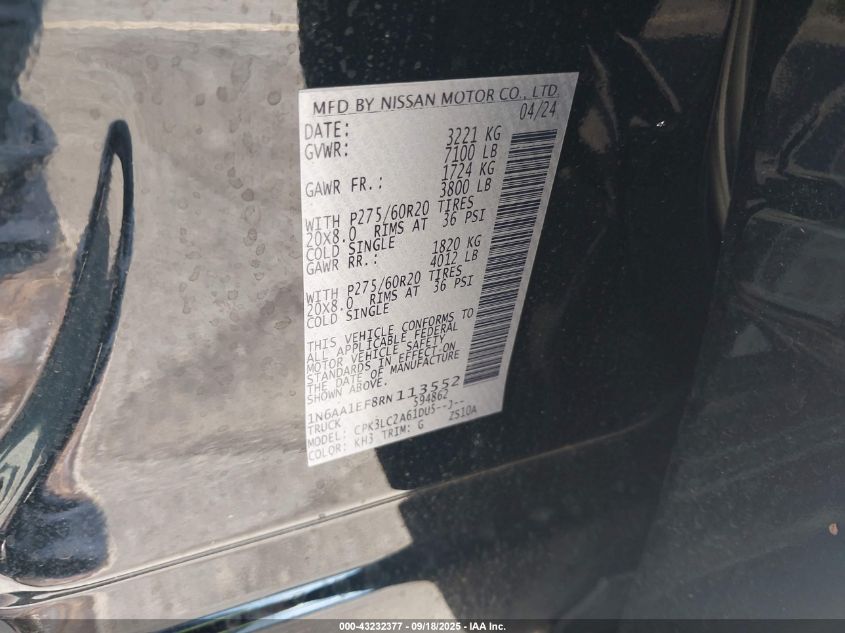 MFD BY NISSAN MOTOR CO., LTD.
DATE: 04/24
GVWR: 3221 KG
7100 LB
GAWR FR.: 1724 KG
3800 LB
WITH P275/60R20 TIRES
20X8.0 RIMS AT 36 PSI
COLD SINGLE
GAWR RR.: 1820 KG
4012 LB
WITH P275/60R20 TIRES
20X8.0 RIMS AT 36 PSI
COLD SINGLE
THIS VEHICLE CONFORMS TO
ALL APPLICABLE FEDERAL
MOTOR VEHICLE SAFETY
STANDARDS IN EFFECT ON
THE DATE OF MANUFACTURE
SHOWN ABOVE.
1N6AA1EF8RN113552
TRUCK 594862
MODEL: CPK3LC2A61DUS--J--
COLOR: KH3 TRIM: G ZS10A
000-43232377 - 09/18/2025 - IAA Inc.